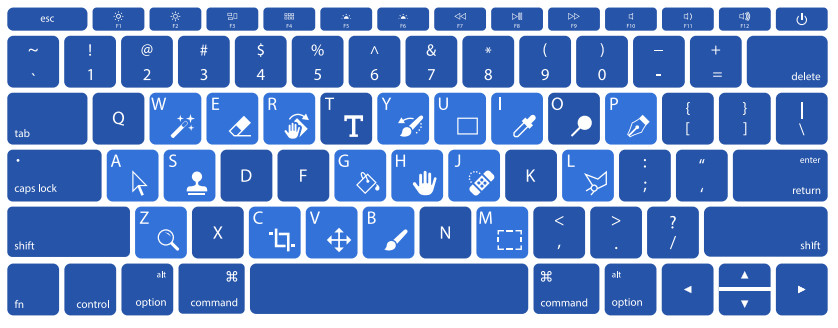 esc F1 F2 F3 F4 F5 F6 F7 F8 F9 F10 F11 F12
~ ! @ # $ % ^ & * ( ) — +
` 1 2 3 4 5 6 7 8 9 0 - = delete
tab Q W E R T Y U I O P { } |
T [ ] \
caps lock A S D F G H J K L : “ enter
; , return
shift Z X C V B N M < > ? shift
, . /
fn control alt option ⌘ command ⌘ command alt option ◄ ▲ ▼ ►